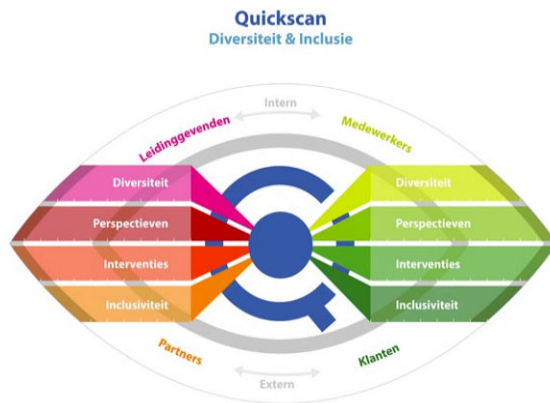 Quickscan
Diversiteit & Inclusie
Intern
Leidinggevenden
Medewerkers
Diversiteit
Diversiteit
Perspectieven
Perspectieven
Interventies
Interventies
Inclusiviteit
Inclusiviteit
Partners
Klanten
Extern